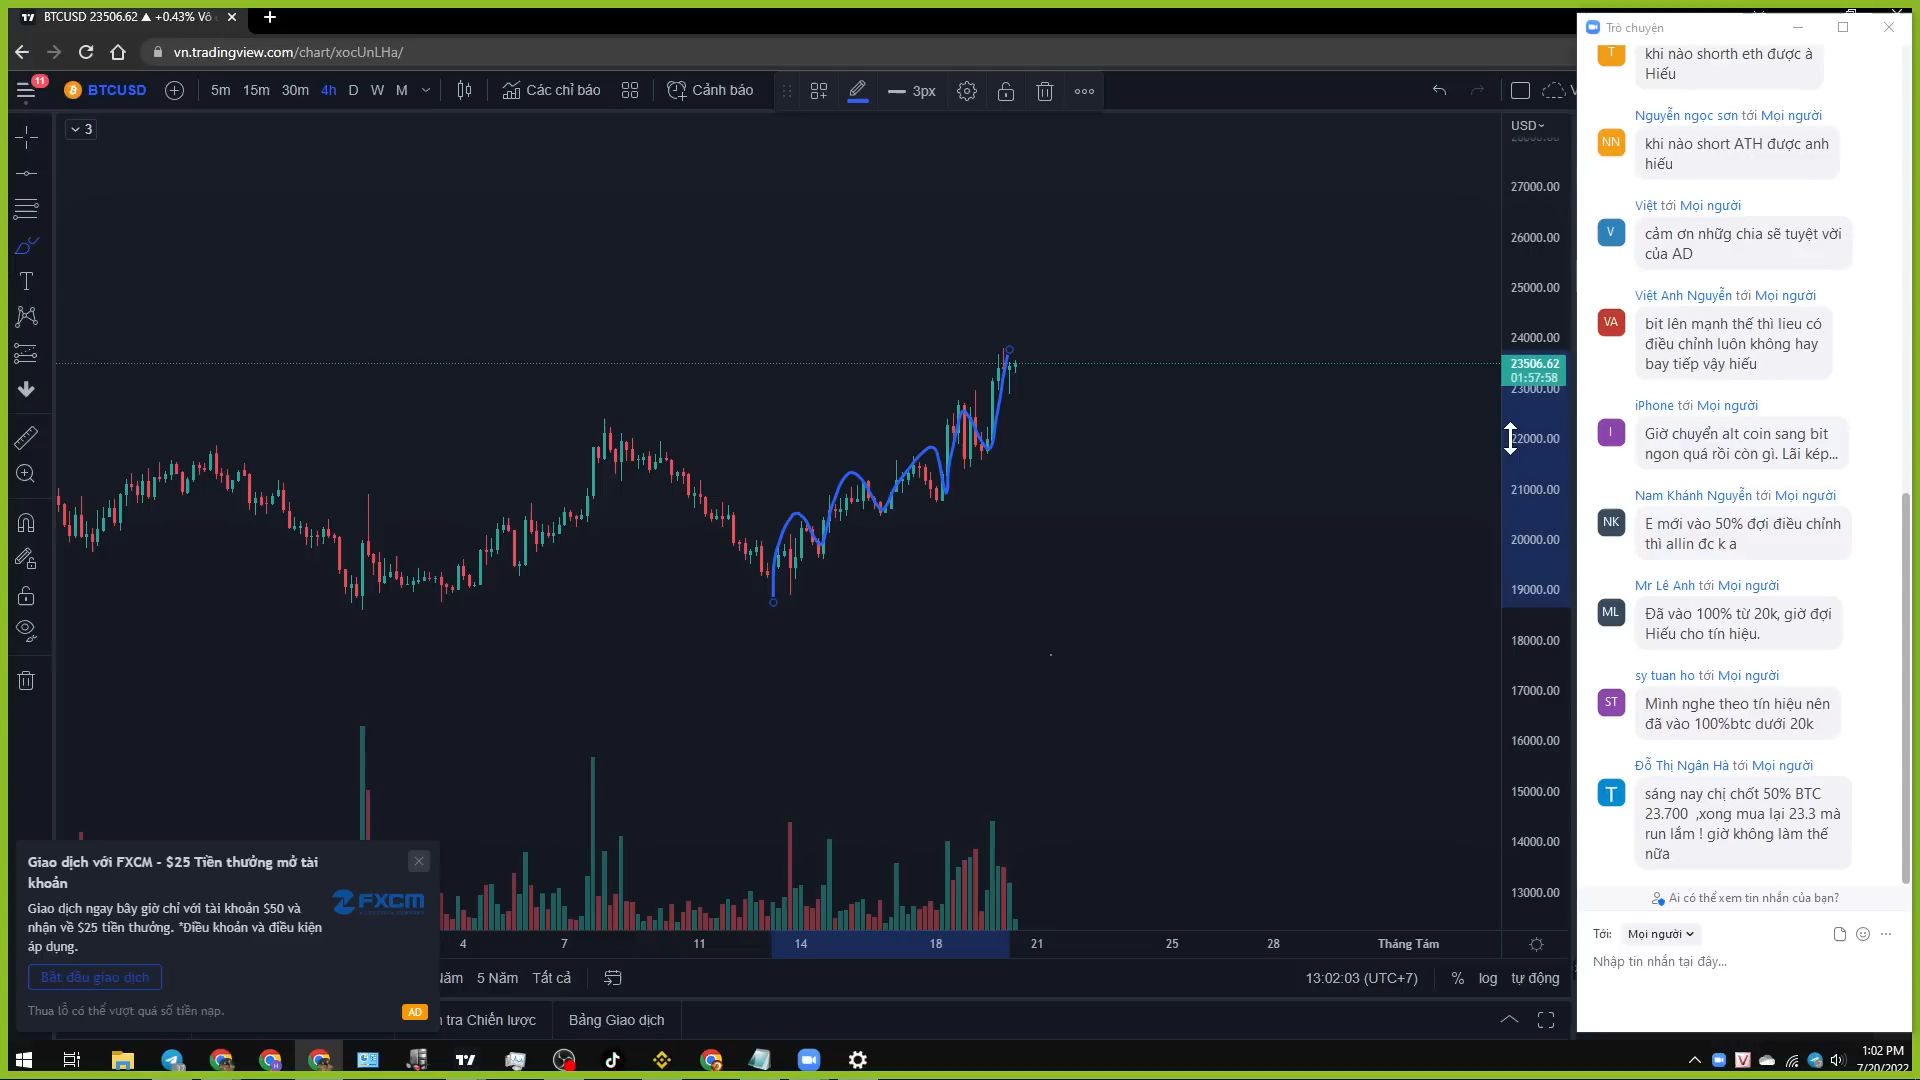 BTCUSD 23506.62 ▲ +0.43% Vô
vn.tradingview.com/chart/xocUnLHa/
11
BTCUSD
5m 15m 30m 4h D W M
Các chỉ báo
Cảnh báo
3px
3
USD
27000.00
26000.00
25000.00
24000.00
23506.62
01:57:58
23000.00
22000.00
21000.00
20000.00
19000.00
18000.00
17000.00
16000.00
15000.00
14000.00
13000.00
4 7 11 14 18 21 25 28 Tháng Tám
5 Năm Tất cả
13:02:03 (UTC+7) % log tự động
tra Chiến lược
Bảng Giao dịch
Giao dịch với FXCM - $25 Tiền thưởng mở tài
khoản
FXCM
Giao dịch ngay bây giờ chỉ với tài khoản $50 và
nhận về $25 tiền thưởng. *Điều khoản và điều kiện
áp dụng.
Bắt đầu giao dịch
Thua lỗ có thể vượt quá số tiền nạp.
AD
Trò chuyện
T
khi nào shorth eth được à
Hiếu
Nguyễn ngọc sơn tới Mọi người
NN
khi nào short ATH được anh
hiếu
Việt tới Mọi người
V
cảm ơn nhữg chia sẽ tuyệt vời
của AD
Việt Anh Nguyễn tới Mọi người
VA
bit lên mạnh thế thì lieu có
điều chỉnh luôn không hay
bay tiếp vậy hiếu
iPhone tới Mọi người
I
Giờ chuyển alt coin sang bit
ngon quá rồi còn gì. Lãi kép...
Nam Khánh Nguyễn tới Mọi người
NK
E mới vào 50% đợi điều chỉnh
thì allin đc k a
Mr Lê Anh tới Mọi người
ML
Đã vào 100% từ 20k, giờ đợi
Hiếu cho tín hiệu.
sy tuan ho tới Mọi người
ST
Mình nghe theo tín hiệu nên
đã vào 100%btc dưới 20k
Đỗ Thị Ngân Hà tới Mọi người
T
sáng nay chị chốt 50% BTC
23.700 ,xong mua lại 23.3 mà
run lắm ! giờ không làm thế
nữa
Ai có thể xem tin nhắn của bạn?
Tới: Mọi người
Nhập tin nhắn tại đây...
1:02 PM
7/20/2022